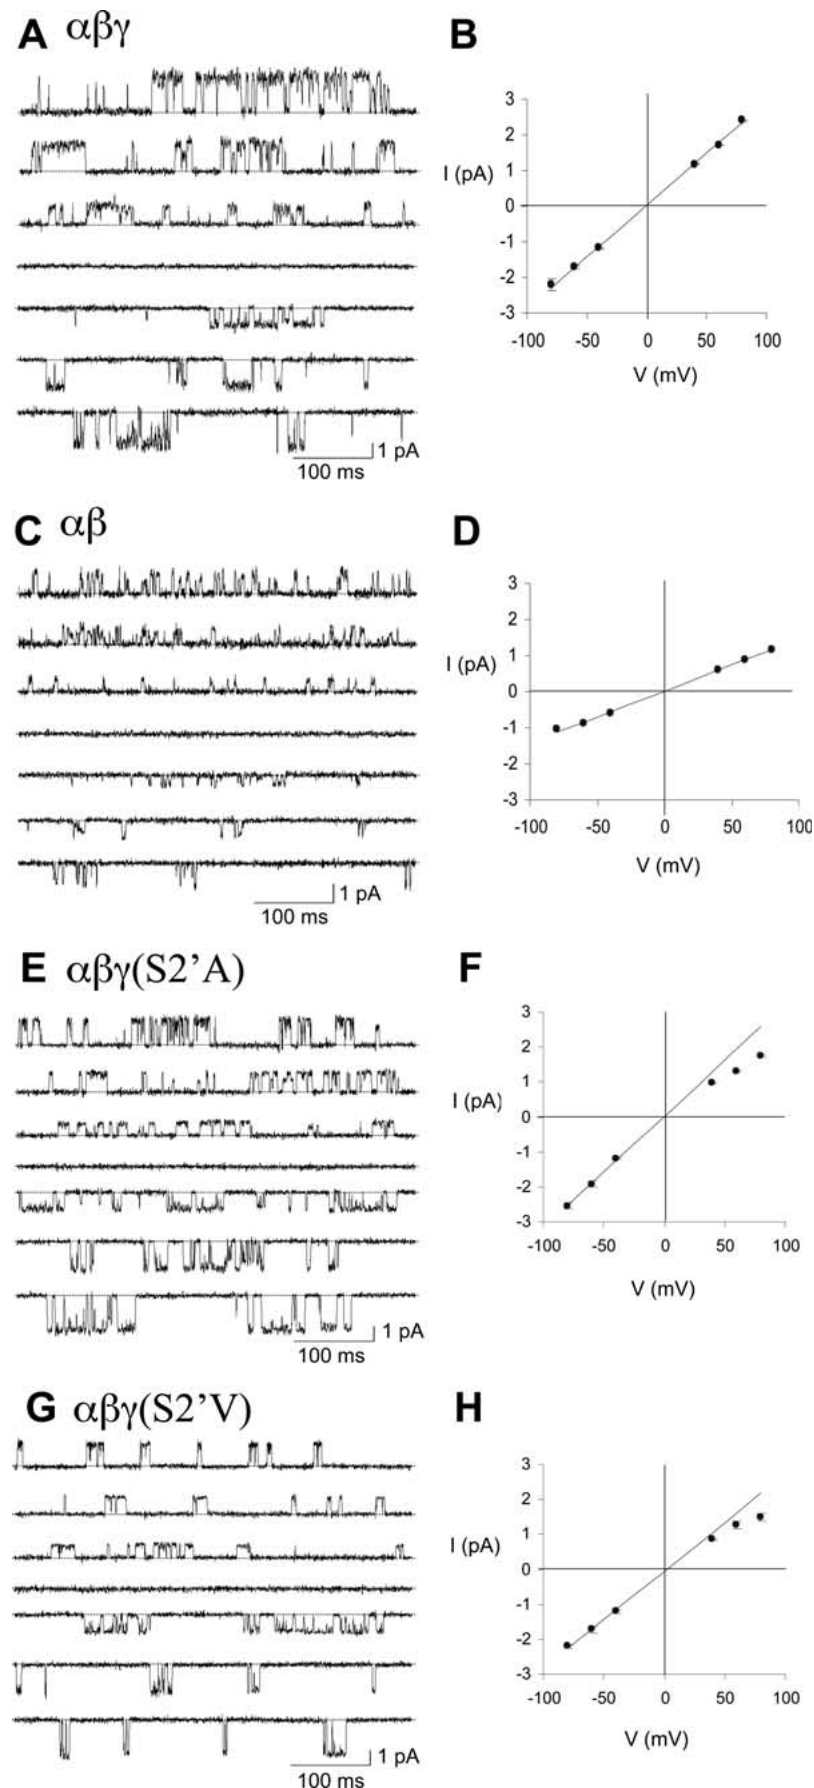 A αβγ
B
3
2
I (pA) 1
0
-1
-2
-3
-100 -50 0 50 100
V (mV)
1 pA
100 ms
C αβ
D
3
2
I (pA) 1
0
-1
-2
-3
-100 -50 0 50 100
V (mV)
1 pA
100 ms
E αβγ(S2’A)
F
3
2
1
I (pA)
0
-1
-2
-3
-100 -50 0 50 100
V (mV)
1 pA
100 ms
G αβγ(S2’V)
H
3
2
1
I (pA)
0
-1
-2
-3
-100 -50 0 50 100
V (mV)
1 pA
100 ms